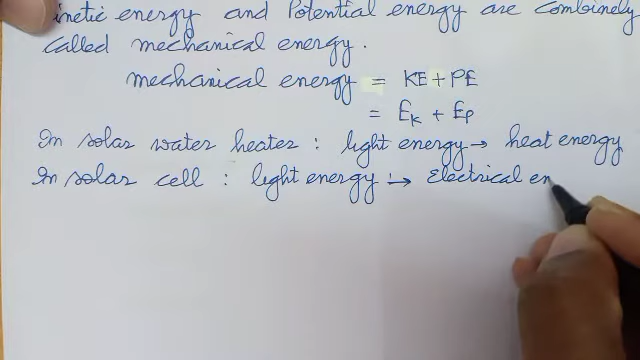 inetic energy and Potential energy are combinely
called mechanical energy.
mechanical energy = KE + PE
= Eₖ + Eₚ
In solar water heater : light energy → heat energy
In solar cell : light energy :→ Electrical en